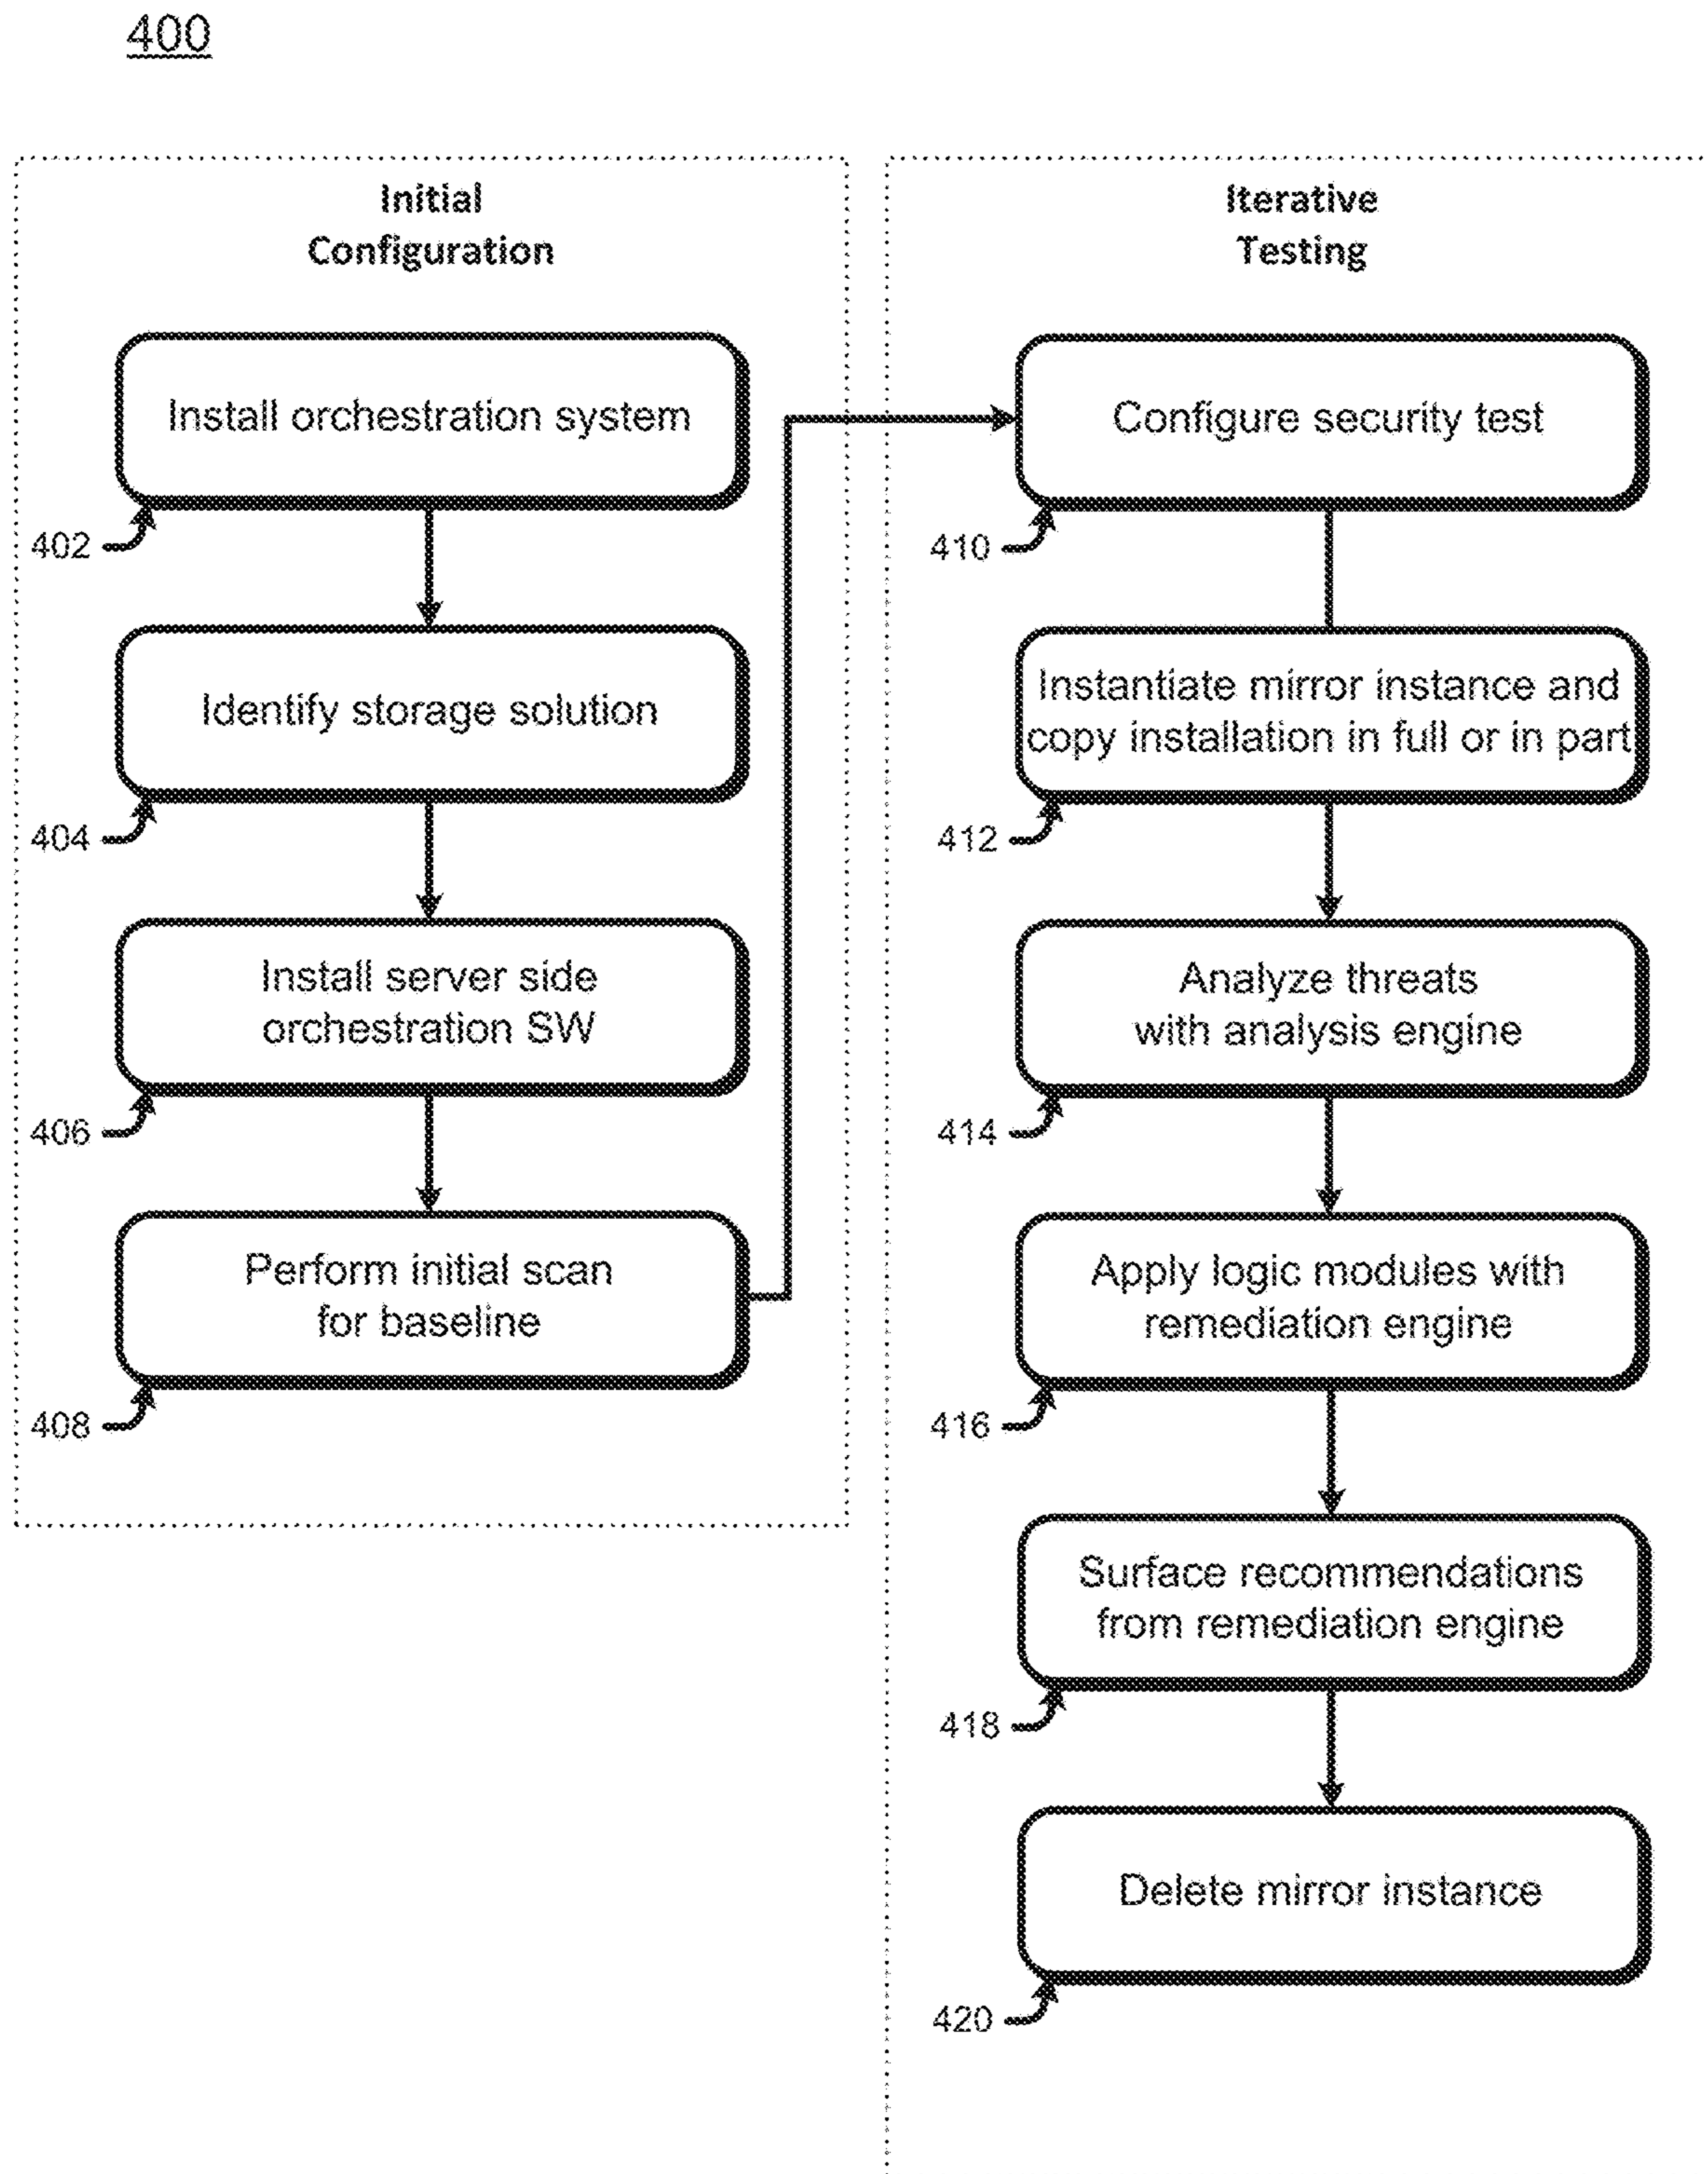 400
Initial
Configuration
Install orchestration system
402
Identify storage solution
404
Install server side
orchestration SW
406
Perform initial scan
for baseline
408
Iterative
Testing
Configure security test
410
Instantiate mirror instance and
copy installation in full or in part
412
Analyze threats
with analysis engine
414
Apply logic modules with
remediation engine
416
Surface recommendations
from remediation engine
418
Delete mirror instance
420